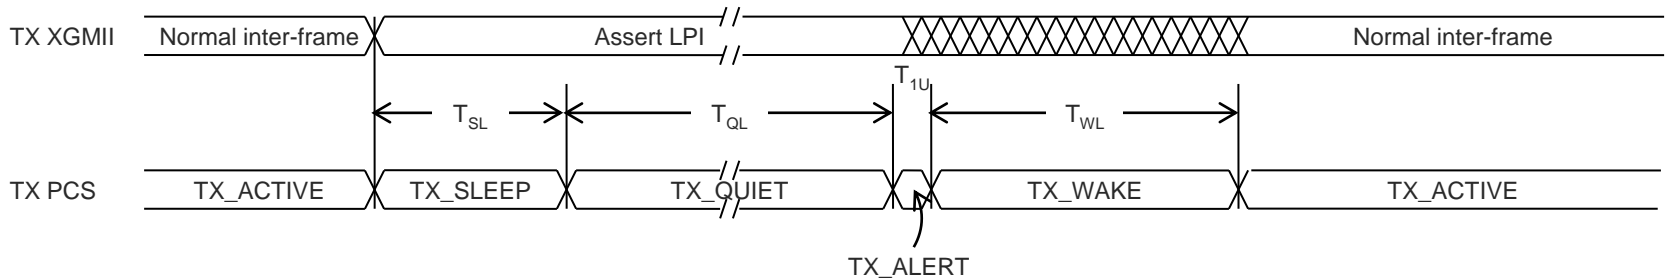 TX XGMII Normal inter-frame Assert LPI Normal inter-frame
T1U
TSL TQL TWL
TX PCS TX_ACTIVE TX_SLEEP TX_QUIET TX_WAKE TX_ACTIVE
TX_ALERT